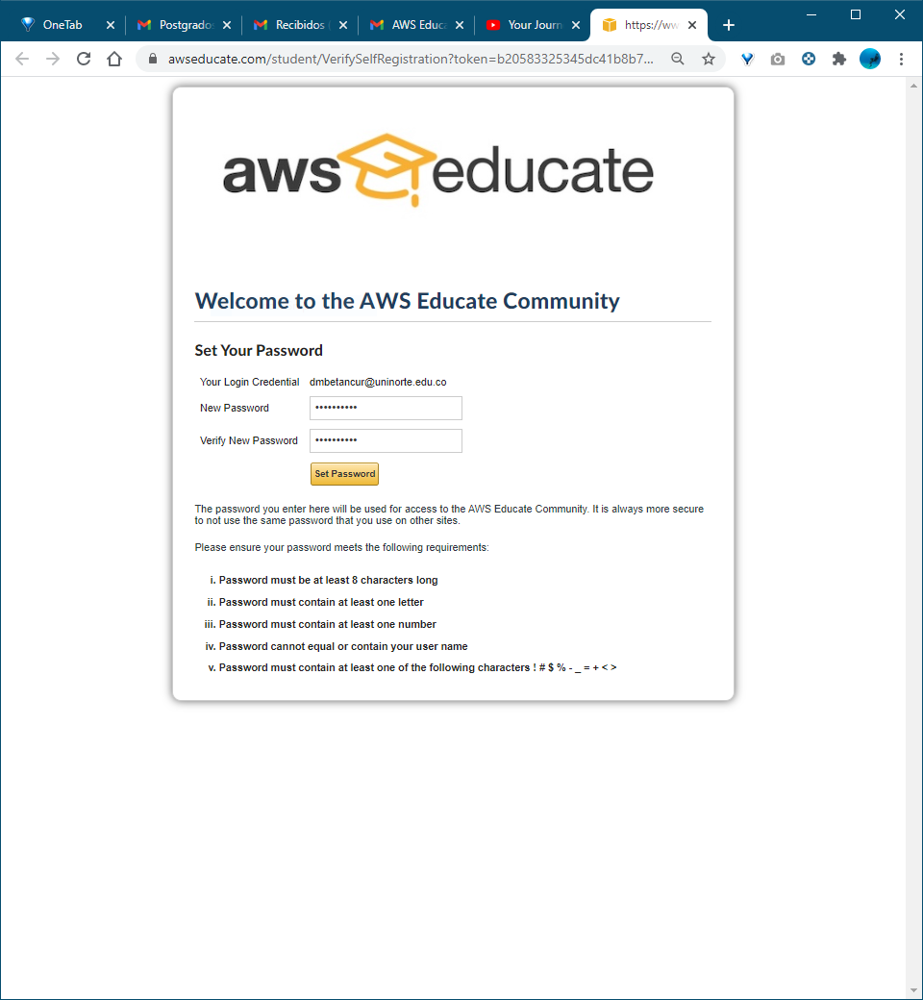 OneTab
Postgrado
Recibidos
AWS Educa
Your Journ
https://ww
awseducate.com/student/VerifySelfRegistration?token=b20583325345dc41b8b7...
aws educate
Welcome to the AWS Educate Community
Set Your Password
Your Login Credential dmbetancur@uninorte.edu.co
New Password ••••••••••
Verify New Password ••••••••••
Set Password
The password you enter here will be used for access to the AWS Educate Community. It is always more secure
to not use the same password that you use on other sites.
Please ensure your password meets the following requirements:
i. Password must be at least 8 characters long
ii. Password must contain at least one letter
iii. Password must contain at least one number
iv. Password cannot equal or contain your user name
v. Password must contain at least one of the following characters ! # $ % - _ = + < >